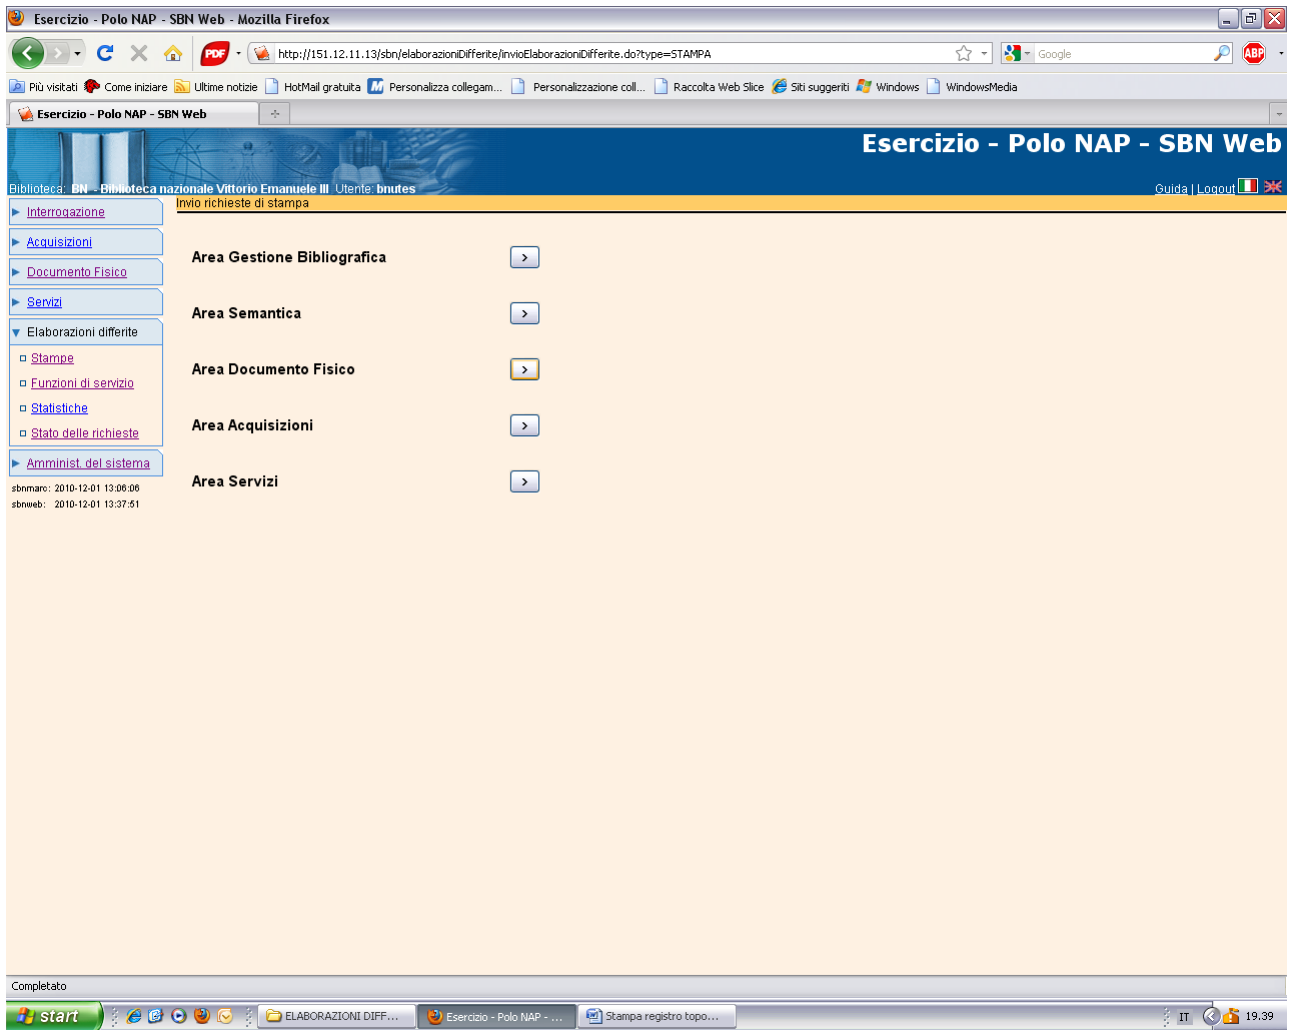 Esercizio - Polo NAP - SBN Web - Mozilla Firefox
PDF http://151.12.11.13/sbn/elaborazioniDifferite/invioElaborazioniDifferite.do?type=STAMPA Google ABP
Più visitati Come iniziare Ultime notizie HotMail gratuita Personalizza collegam... Personalizzazione coll... Raccolta Web Slice Siti suggeriti Windows WindowsMedia
Esercizio - Polo NAP - SBN Web
Esercizio - Polo NAP - SBN Web
Biblioteca: BN - Biblioteca nazionale Vittorio Emanuele III Utente: bnutes Guida | Logout
Invio richieste di stampa
Interrogazione
Acquisizioni
Documento Fisico
Servizi
Elaborazioni differite
Stampe
Funzioni di servizio
Statistiche
Stato delle richieste
Amminist. del sistema
sbnmarc: 2010-12-01 13:06:06
sbnweb: 2010-12-01 13:37:51
Area Gestione Bibliografica >
Area Semantica >
Area Documento Fisico >
Area Acquisizioni >
Area Servizi >
Completato
start ELABORAZIONI DIFF... Esercizio - Polo NAP - ... Stampa registro topo... IT 19.39